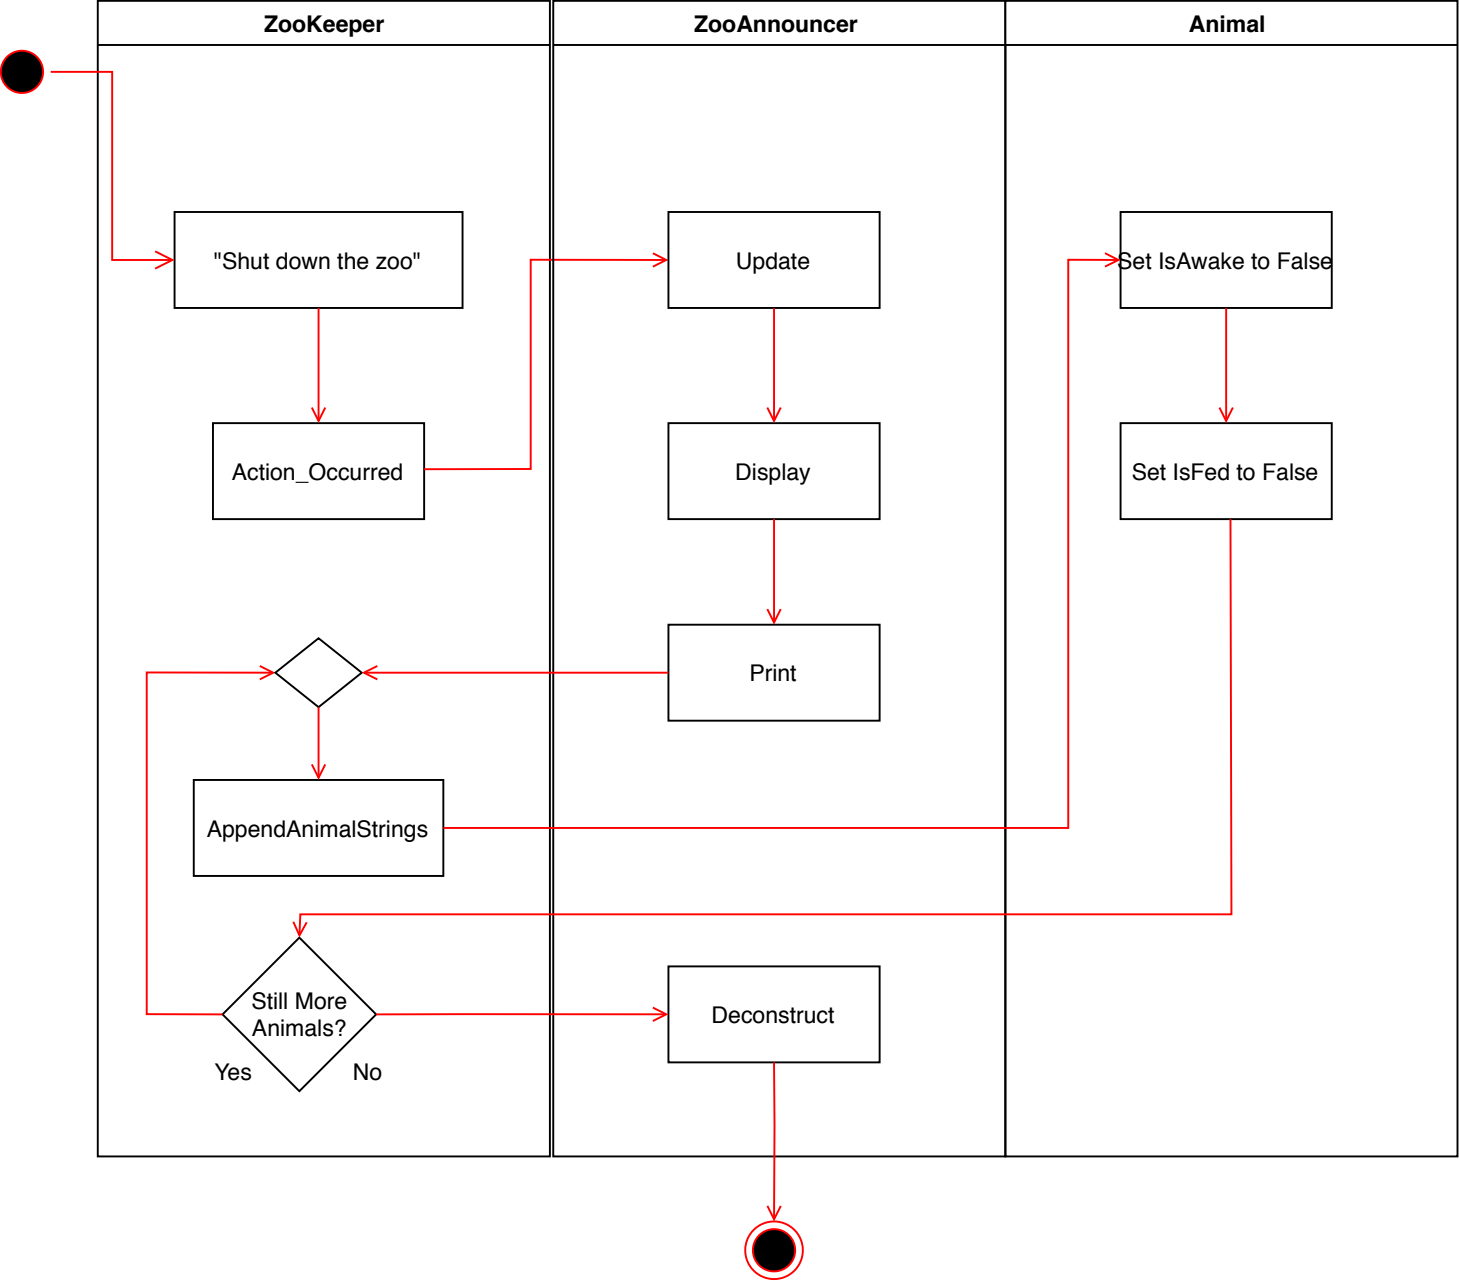 ZooKeeper
ZooAnnouncer
Animal
"Shut down the zoo"
Update
Set IsAwake to False
Action_Occurred
Display
Set IsFed to False
Print
AppendAnimalStrings
Still More
Animals?
Deconstruct
Yes
No